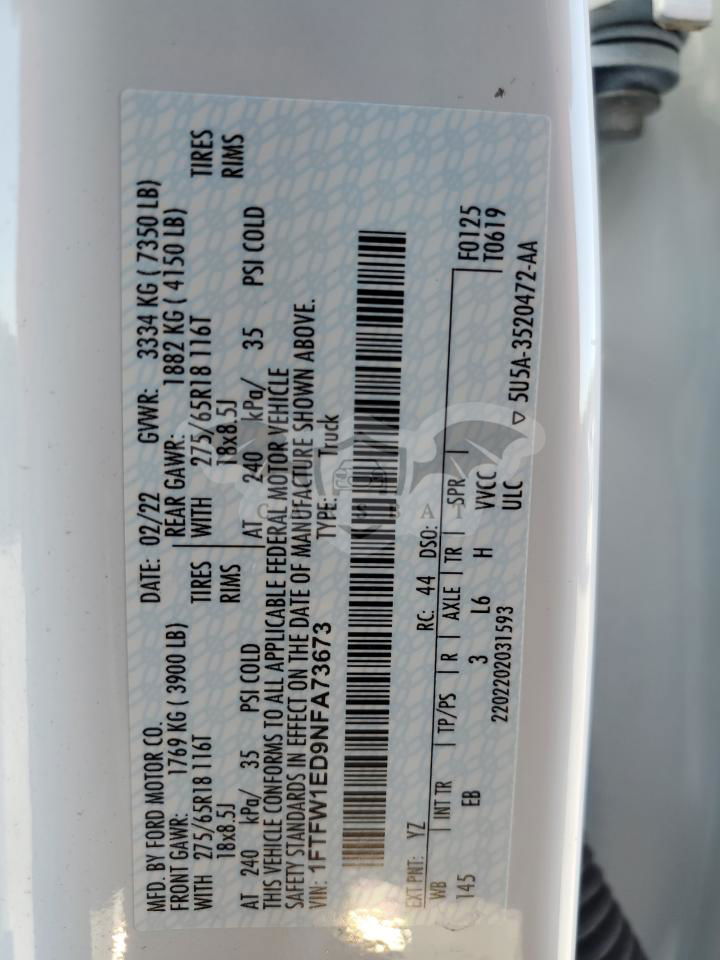 MFD. BY FORD MOTOR CO.
DATE: 02/22 GVWR: 3334 KG ( 7350 LB)
FRONT GAWR: 1769 KG ( 3900 LB)
REAR GAWR: 1882 KG ( 4150 LB)
WITH 275/65R18 116T TIRES
WITH 275/65R18 116T TIRES
18x8.5J RIMS
18x8.5J RIMS
AT 240 kPa/ 35 PSI COLD
AT 240 kPa/ 35 PSI COLD
THIS VEHICLE CONFORMS TO ALL APPLICABLE FEDERAL MOTOR VEHICLE
SAFETY STANDARDS IN EFFECT ON THE DATE OF MANUFACTURE SHOWN ABOVE.
VIN: 1FTFW1ED9NFA73673 TYPE: Truck
EXT PNT: YZ RC: 44 DSO: F0125
WB INT TR TP/PS R AXLE TR SPR T0619
145 EB 3 L6 H VVCC
2202202031593 ULC ▽ 5U5A-3520472-AA